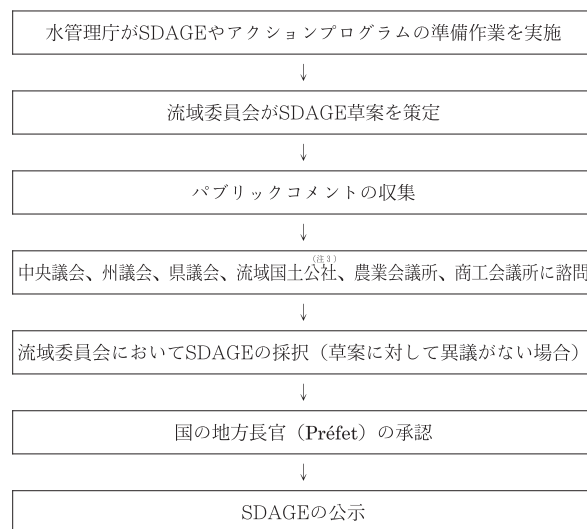 水管理庁がSDAGEやアクションプログラムの準備作業を実施
↓
流域委員会がSDAGE草案を策定
↓
パブリックコメントの収集
↓
中央議会、州議会、県議会、流域国土公社(注3)、農業会議所、商工会議所に諮問
↓
流域委員会においてSDAGEの採択（草案に対して異議がない場合）
↓
国の地方長官（Préfet）の承認
↓
SDAGEの公示